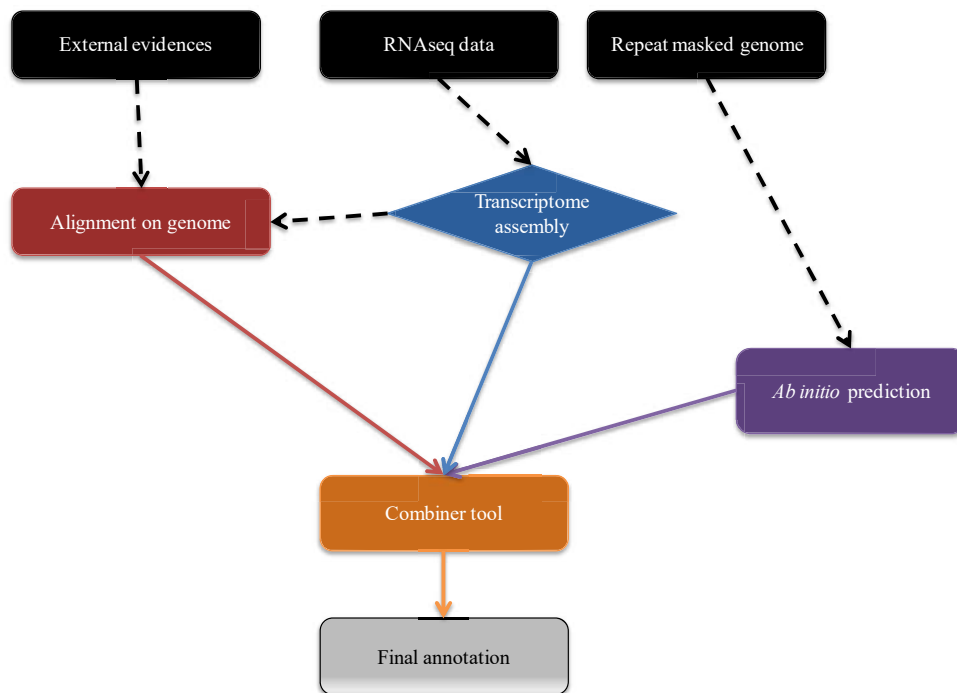 External evidences
RNAseq data
Repeat masked genome
Alignment on genome
Transcriptome
assembly
Ab initio prediction
Combiner tool
Final annotation